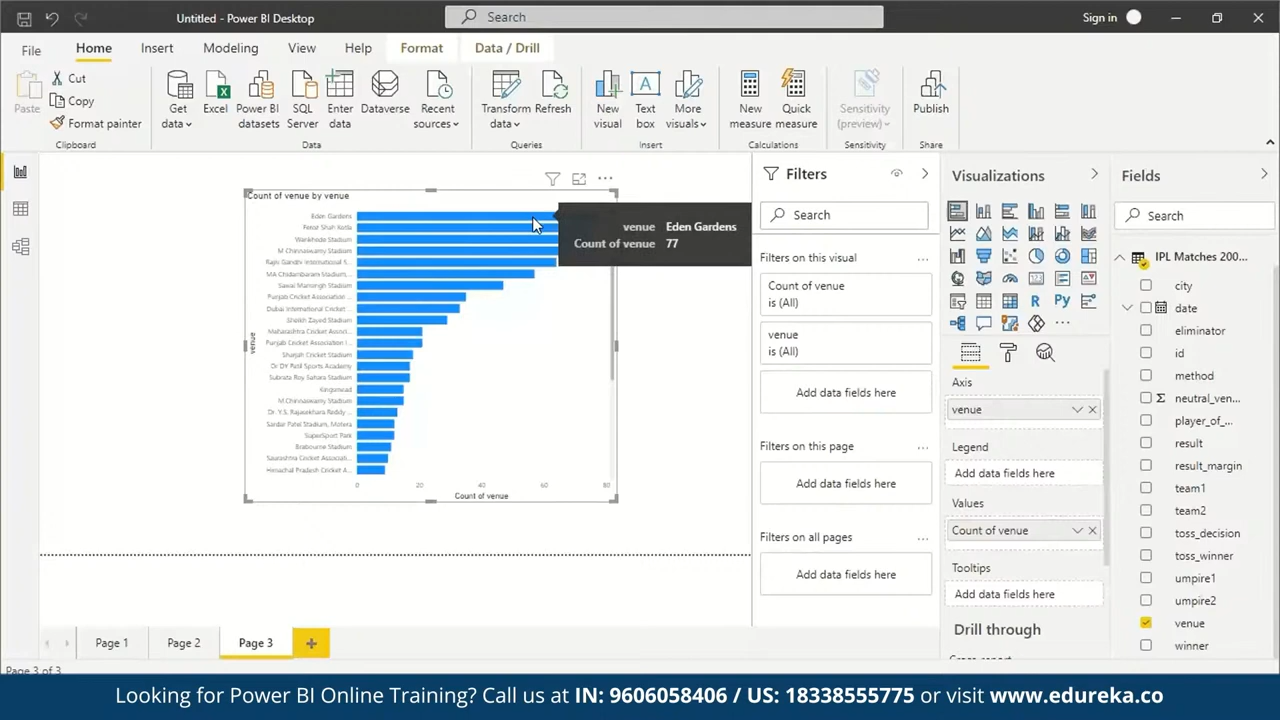 Untitled - Power BI Desktop
Search
Sign in
File
Home
Insert
Modeling
View
Help
Format
Data / Drill
Paste
Cut
Copy
Format painter
Clipboard
Get data
Excel
Power BI datasets
SQL Server
Enter data
Dataverse
Recent sources
Data
Transform data
Refresh
Queries
New visual
Text box
More visuals
Insert
New measure
Quick measure
Calculations
Sensitivity (preview)
Sensitivity
Publish
Share
Count of venue by venue
Eden Gardens
Feroz Shah Kotla
Wankhede Stadium
M Chinnaswamy Stadium
Rajiv Gandhi International S...
MA Chidambaram Stadium, ...
Sawai Mansingh Stadium
Punjab Cricket Association ...
Dubai International Cricket ...
Sheikh Zayed Stadium
Maharashtra Cricket Associ...
Punjab Cricket Association I...
Sharjah Cricket Stadium
Dr DY Patil Sports Academy
Subrata Roy Sahara Stadium
Kingsmead
M.Chinnaswamy Stadium
Dr. Y.S. Rajasekhara Reddy ...
Sardar Patel Stadium, Motera
SuperSport Park
Brabourne Stadium
Saurashtra Cricket Associati...
Himachal Pradesh Cricket A...
venue
0 20 40 60 80
Count of venue
venue Eden Gardens
Count of venue 77
Filters
Search
Filters on this visual
Count of venue
is (All)
venue
is (All)
Add data fields here
Filters on this page
Add data fields here
Filters on all pages
Add data fields here
Visualizations
R
Py
Axis
venue
Legend
Add data fields here
Values
Count of venue
Tooltips
Add data fields here
Drill through
Fields
Search
IPL Matches 200...
city
date
eliminator
id
method
neutral_ven...
player_of_...
result
result_margin
team1
team2
toss_decision
toss_winner
umpire1
umpire2
venue
winner
Page 1
Page 2
Page 3
Page 3 of 3
Looking for Power BI Online Training? Call us at IN: 9606058406 / US: 18338555775 or visit www.edureka.co